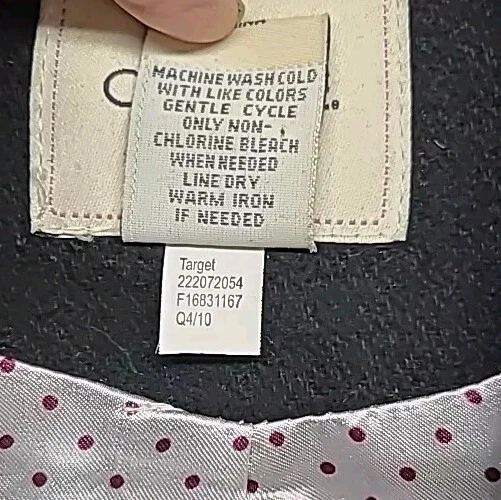 MACHINE WASH COLD
WITH LIKE COLORS
GENTLE CYCLE
ONLY NON-
CHLORINE BLEACH
WHEN NEEDED
LINE DRY
WARM IRON
IF NEEDED
Target
222072054
F16831167
Q4/10